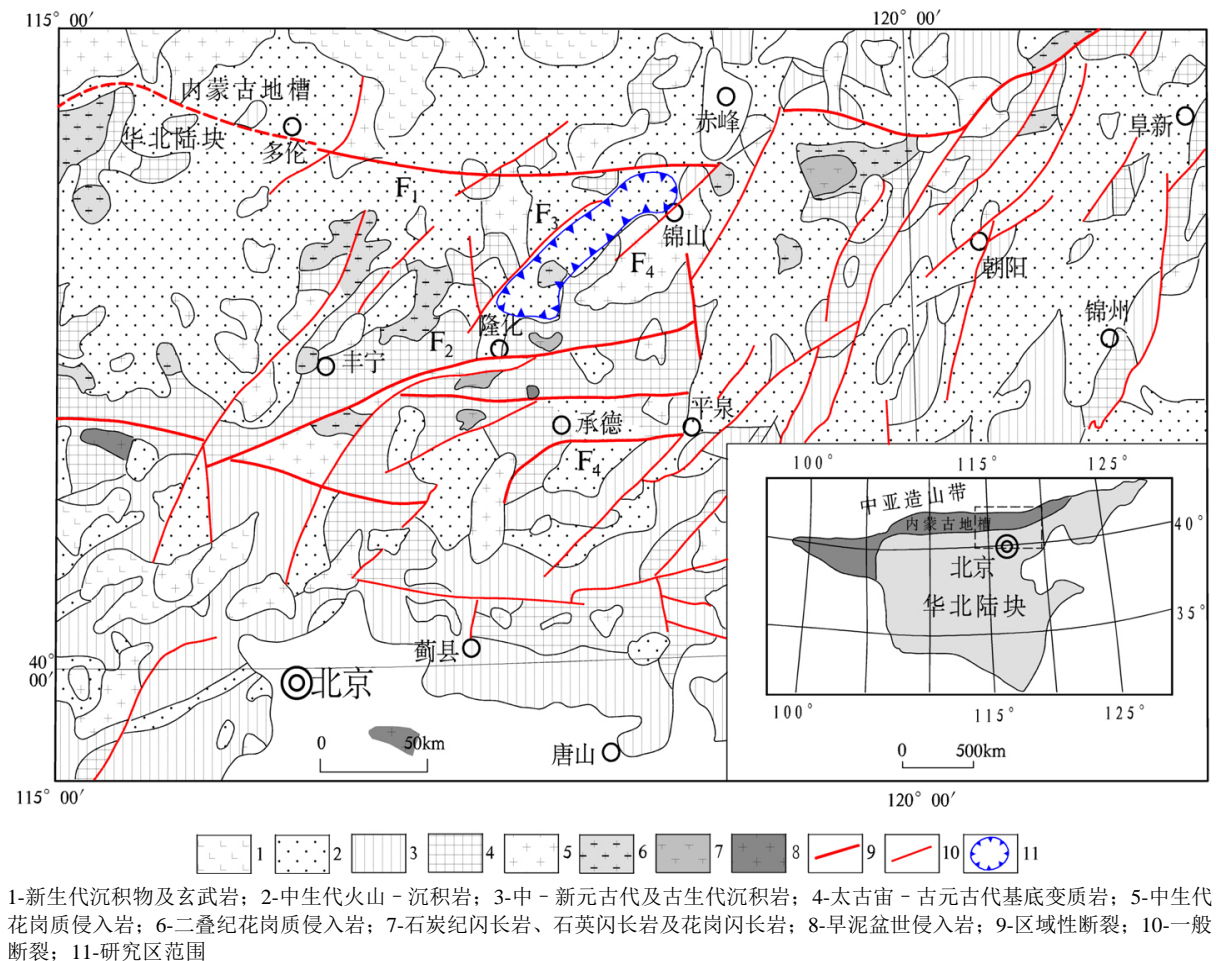 115° 00′
120° 00′
内蒙古地槽
华北陆块
多伦
赤峰
阜新
F1
F3
锦山
F4
朝阳
锦州
隆化
F2
丰宁
平泉
承德
F4
蓟县
40°
00′
北京
0 50km
唐山
100° 115° 125°
中亚造山带
内蒙古地槽
40°
北京
华北陆块
35°
100° 115° 125°
0 500km
115° 00′
120° 00′
1 2 3 4 5 6 7 8 9 10 11
1-新生代沉积物及玄武岩；2-中生代火山－沉积岩；3-中－新元古代及古生代沉积岩；4-太古宙－古元古代基底变质岩；5-中生代
花岗质侵入岩；6-二叠纪花岗质侵入岩；7-石炭纪闪长岩、石英闪长岩及花岗闪长岩；8-早泥盆世侵入岩；9-区域性断裂；10-一般
断裂；11-研究区范围